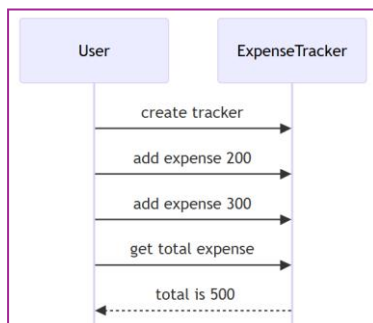 User
ExpenseTracker
create tracker
add expense 200
add expense 300
get total expense
total is 500